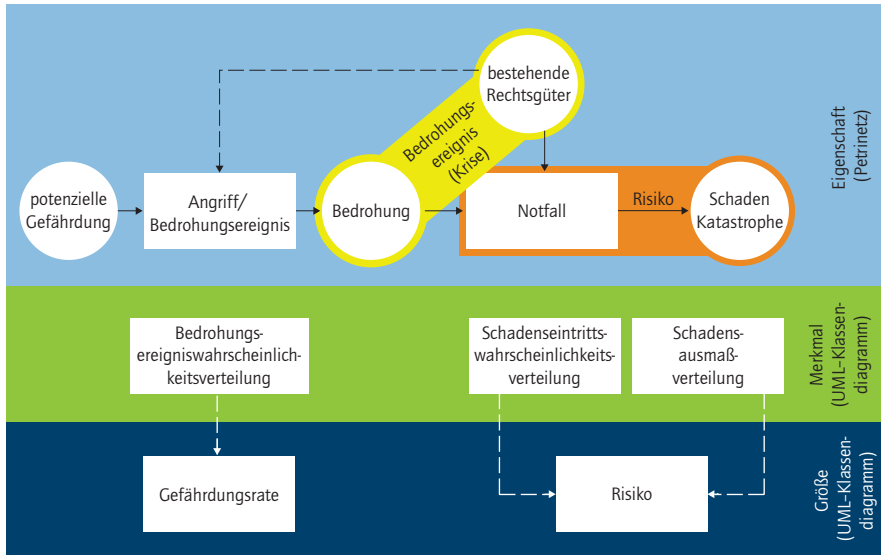 bestehende
Rechtsgüter
Bedrohungs-
ereignis
(Krise)
Eigenschaft
(Petrinetz)
potenzielle
Gefährdung
Angriff/
Bedrohungsereignis
Bedrohung
Notfall
Risiko
Schaden
Katastrophe
Bedrohungs-
ereigniswahrscheinlich-
keitsverteilung
Schadenseintritts-
wahrscheinlichkeits-
verteilung
Schadens-
ausmaß-
verteilung
Merkmal
(UML-Klassen-
diagramm)
Gefährdungsrate
Risiko
Größe
(UML-Klassen-
diagramm)